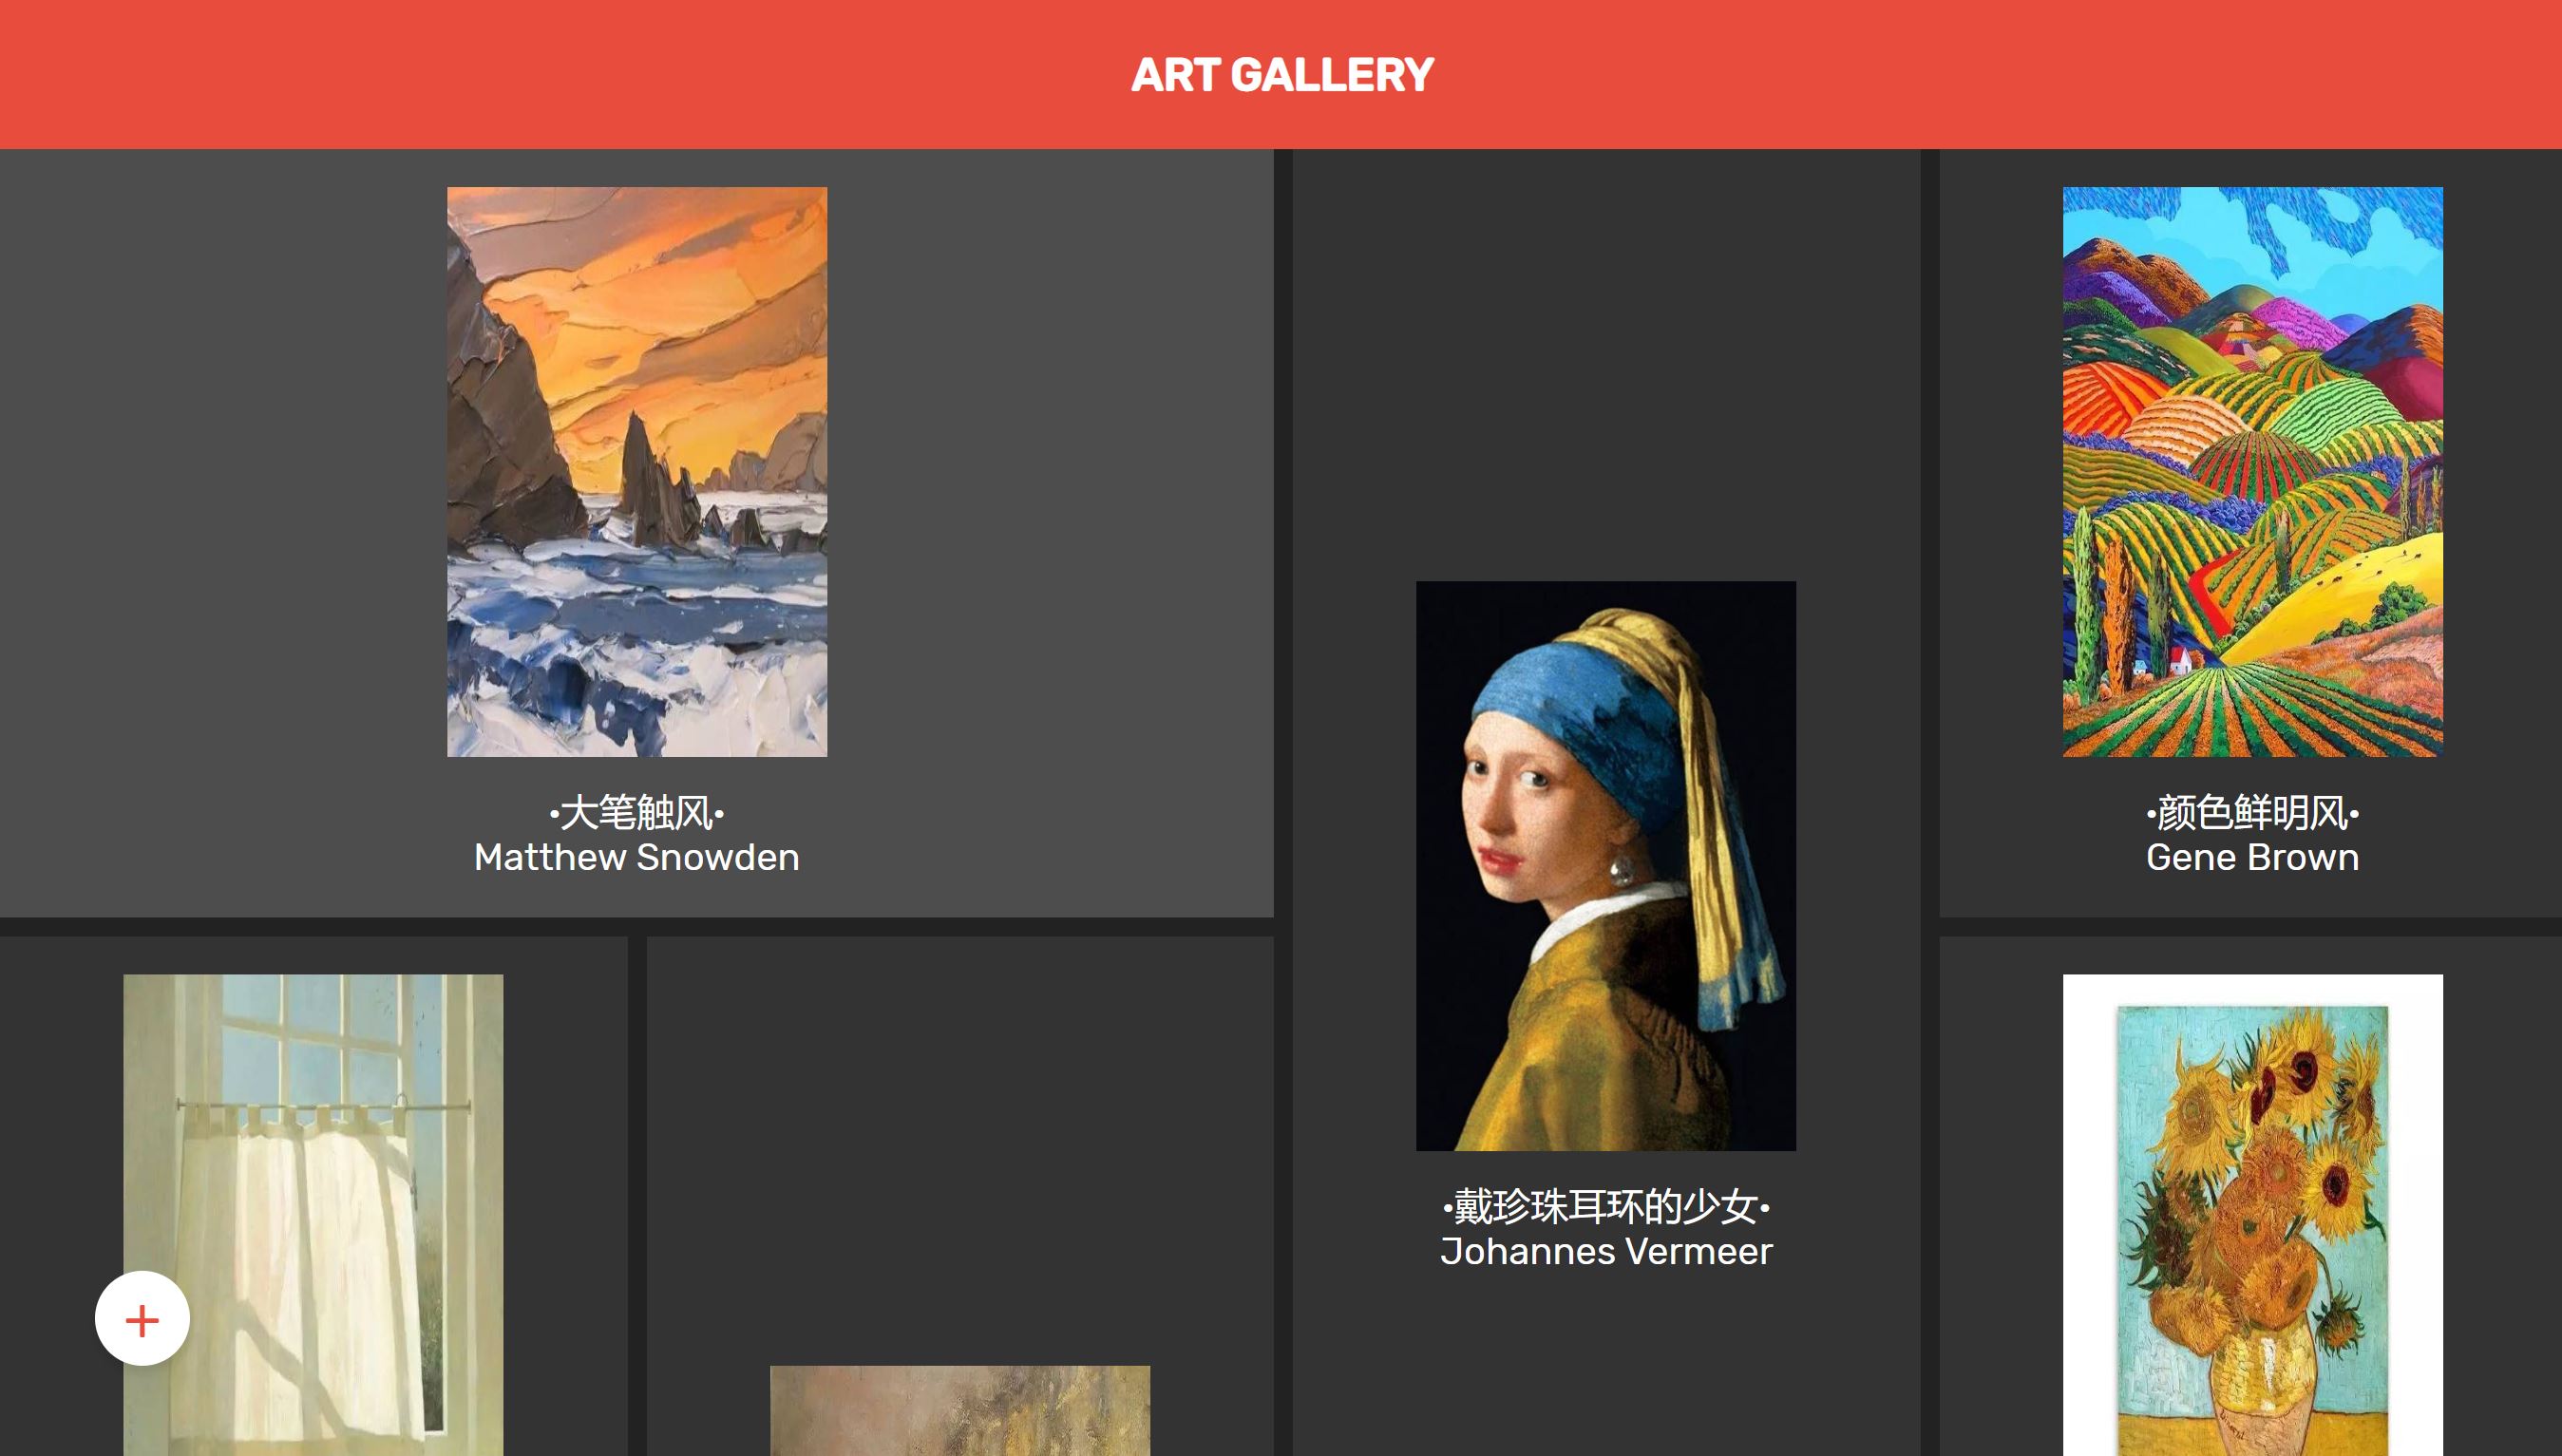 ART GALLERY
•大笔触风•
Matthew Snowden
•颜色鲜明风•
Gene Brown
•戴珍珠耳环的少女•
Johannes Vermeer
+